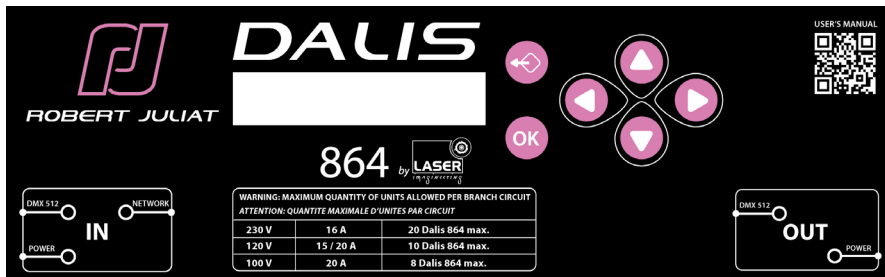 DALIS
USER'S MANUAL
ROBERT JULIAT
OK
864 by LASER
imagineering
DMX 512
NETWORK
IN
POWER
WARNING: MAXIMUM QUANTITY OF UNITS ALLOWED PER BRANCH CIRCUIT
ATTENTION: QUANTITE MAXIMALE D'UNITES PAR CIRCUIT
230 V 16 A 20 Dalis 864 max.
120 V 15 / 20 A 10 Dalis 864 max.
100 V 20 A 8 Dalis 864 max.
DMX 512
OUT
POWER